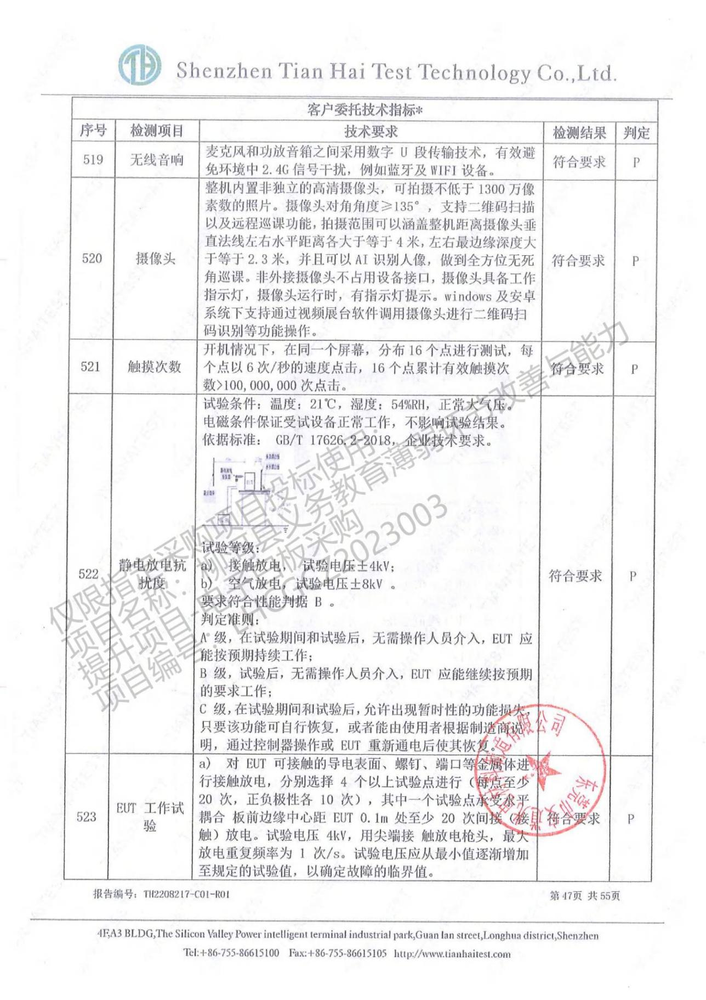 TH Shenzhen Tian Hai Test Technology Co.,Ltd.
客户委托技术指标*
序号 检测项目 技术要求 检测结果 判定
519 无线音响 麦克风和功放音箱之间采用数字 U 段传输技术，有效避
免环境中 2.4G 信号干扰，例如蓝牙及 WIFI 设备。 符合要求 P
520 摄像头 整机内置非独立的高清摄像头，可拍摄不低于 1300 万像
素数的照片。摄像头对角角度≥135°，支持二维码扫描
以及远程巡课功能，拍摄范围可以涵盖整机距离摄像头垂
直法线左右水平距离各大于等于 4 米，左右最边缘深度大
于等于 2.3 米，并且可以 AI 识别人像，做到全方位无死
角巡课。非外接摄像头不占用设备接口，摄像头具备工作
指示灯，摄像头运行时，有指示灯提示。windows 及安卓
系统下支持通过视频展台软件调用摄像头进行二维码扫
码识别等功能操作。 符合要求 P
521 触摸次数 开机情况下，在同一个屏幕，分布 16 个点进行测试，每
个点以 6 次/秒的速度点击，16 个点累计有效触摸次
数>100,000,000 次点击。 符合要求 P
522 静电放电抗
扰度 试验条件：温度：21℃，湿度：54%RH，正常大气压。
电磁条件保证受试设备正常工作，不影响试验结果。
依据标准： GB/T 17626.2-2018，企业技术要求。
EUT
试验等级：
a) 接触放电， 试验电压±4kV；
b) 空气放电，试验电压±8kV 。
要求符合性能判据 B 。
判定准则：
A 级，在试验期间和试验后，无需操作人员介入，EUT 应
能按预期持续工作；
B 级，试验后，无需操作人员介入，EUT 应能继续按预期
的要求工作；
C 级，在试验期间和试验后，允许出现暂时性的功能损失，
只要该功能可自行恢复，或者能由使用者根据制造商说
明，通过控制器操作或 EUT 重新通电后使其恢复。 符合要求 P
523 EUT 工作试
验 a) 对 EUT 可接触的导电表面、螺钉、端口等金属体进
行接触放电，分别选择 4 个以上试验点进行（每点至少
20 次，正负极性各 10 次），其中一个试验点承受水平
耦合 板前边缘中心距 EUT 0.1m 处至少 20 次间接（接
触）放电。试验电压 4kV，用尖端接 触放电枪头，最大
放电重复频率为 1 次/s。试验电压应从最小值逐渐增加
至规定的试验值，以确定故障的临界值。 符合要求 P
仅限指定采购项目投标使用：
项目名称：柳河县义务教育薄弱环节改善与能力
提升项目-电子白板采购
项目编号：LHCGCZ2023003
报告编号：TH2208217-C01-R01 第 47页 共 55页
4F,A3 BLDG,The Silicon Valley Power intelligent terminal industrial park,Guan lan street,Longhua district,Shenzhen
Tel:+86-755-86615100 Fax:+86-755-86615105 http://www.tianhaitest.com